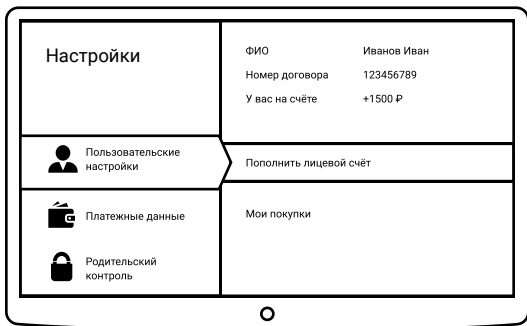 Настройки
ФИО Иванов Иван
Номер договора 123456789
У вас на счёте +1500 ₽
Пользовательские
настройки
Пополнить лицевой счёт
Платежные данные
Мои покупки
Родительский
контроль